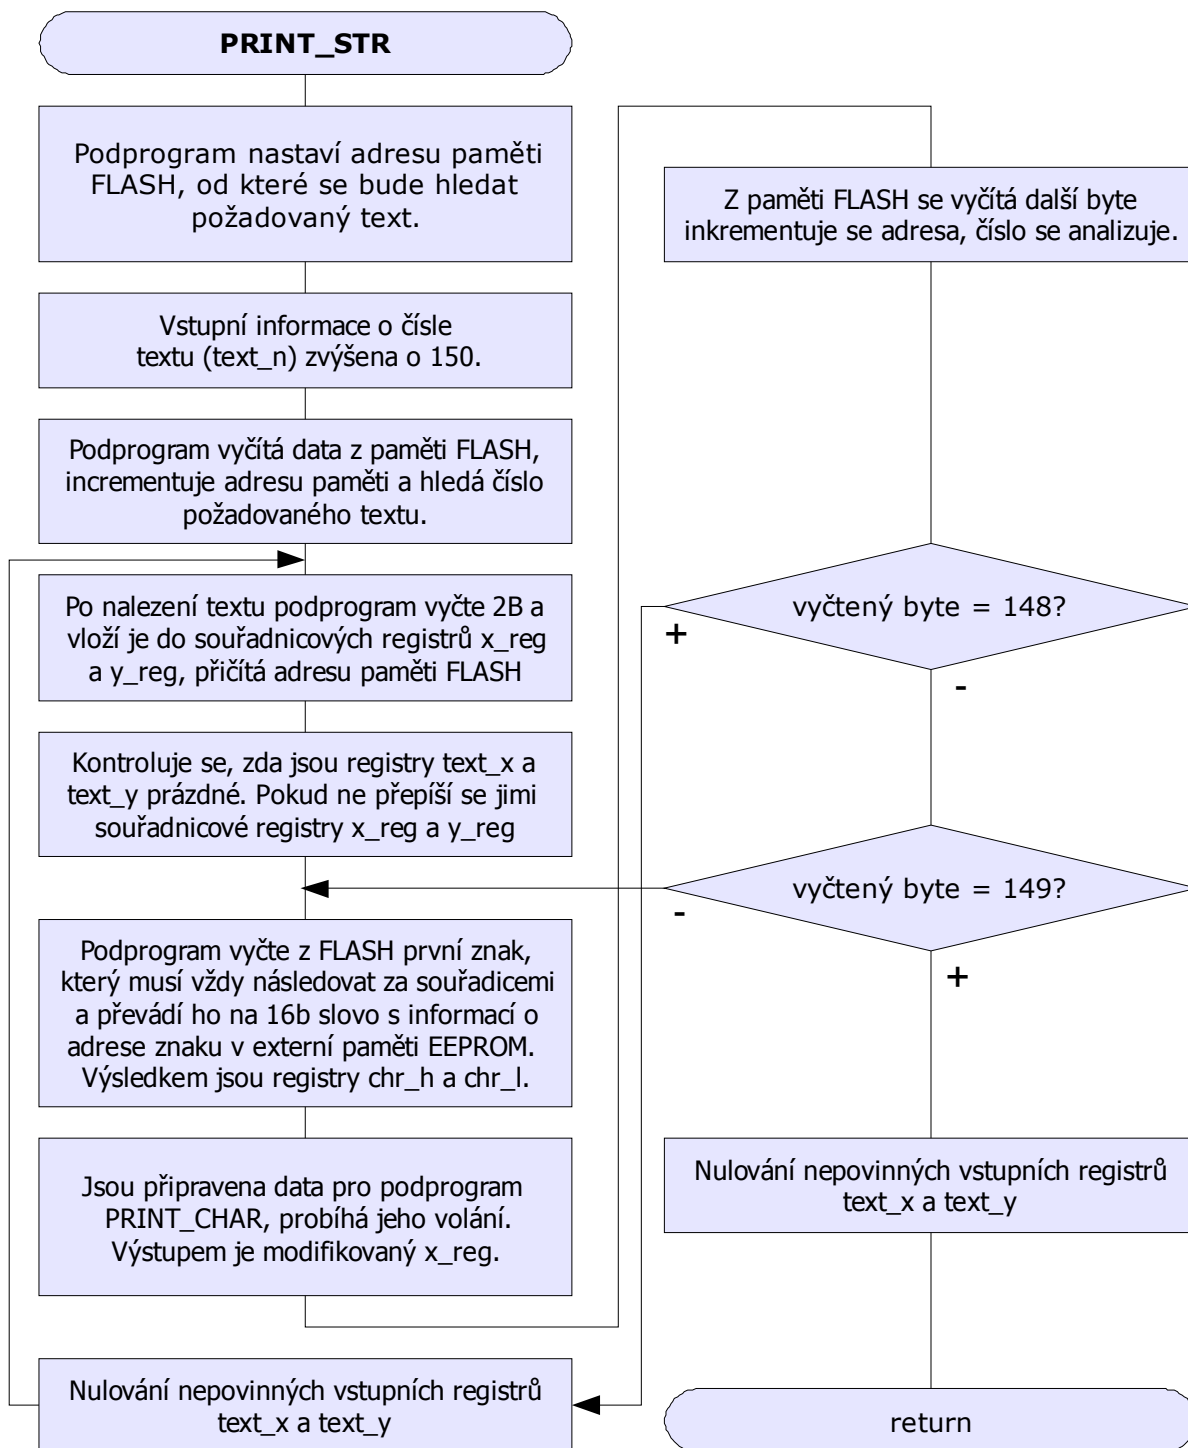 PRINT_STR
Podprogram nastaví adresu paměti
FLASH, od které se bude hledat
požadovaný text.
Vstupní informace o čísle
textu (text_n) zvýšena o 150.
Podprogram vyčítá data z paměti FLASH,
incrementuje adresu paměti a hledá číslo
požadovaného textu.
Po nalezení textu podprogram vyčte 2B a
vloží je do souřadnicových registrů x_reg
a y_reg, přičítá adresu paměti FLASH
Kontroluje se, zda jsou registry text_x a
text_y prázdné. Pokud ne přepíší se jimi
souřadnicové registry x_reg a y_reg
Podprogram vyčte z FLASH první znak,
který musí vždy následovat za souřadicemi
a převádí ho na 16b slovo s informací o
adrese znaku v externí paměti EEPROM.
Výsledkem jsou registry chr_h a chr_l.
Jsou připravena data pro podprogram
PRINT_CHAR, probíhá jeho volání.
Výstupem je modifikovaný x_reg.
Nulování nepovinných vstupních registrů
text_x a text_y
Z paměti FLASH se vyčítá další byte
inkrementuje se adresa, číslo se analizuje.
vyčtený byte = 148?
+
-
vyčtený byte = 149?
-
+
Nulování nepovinných vstupních registrů
text_x a text_y
return